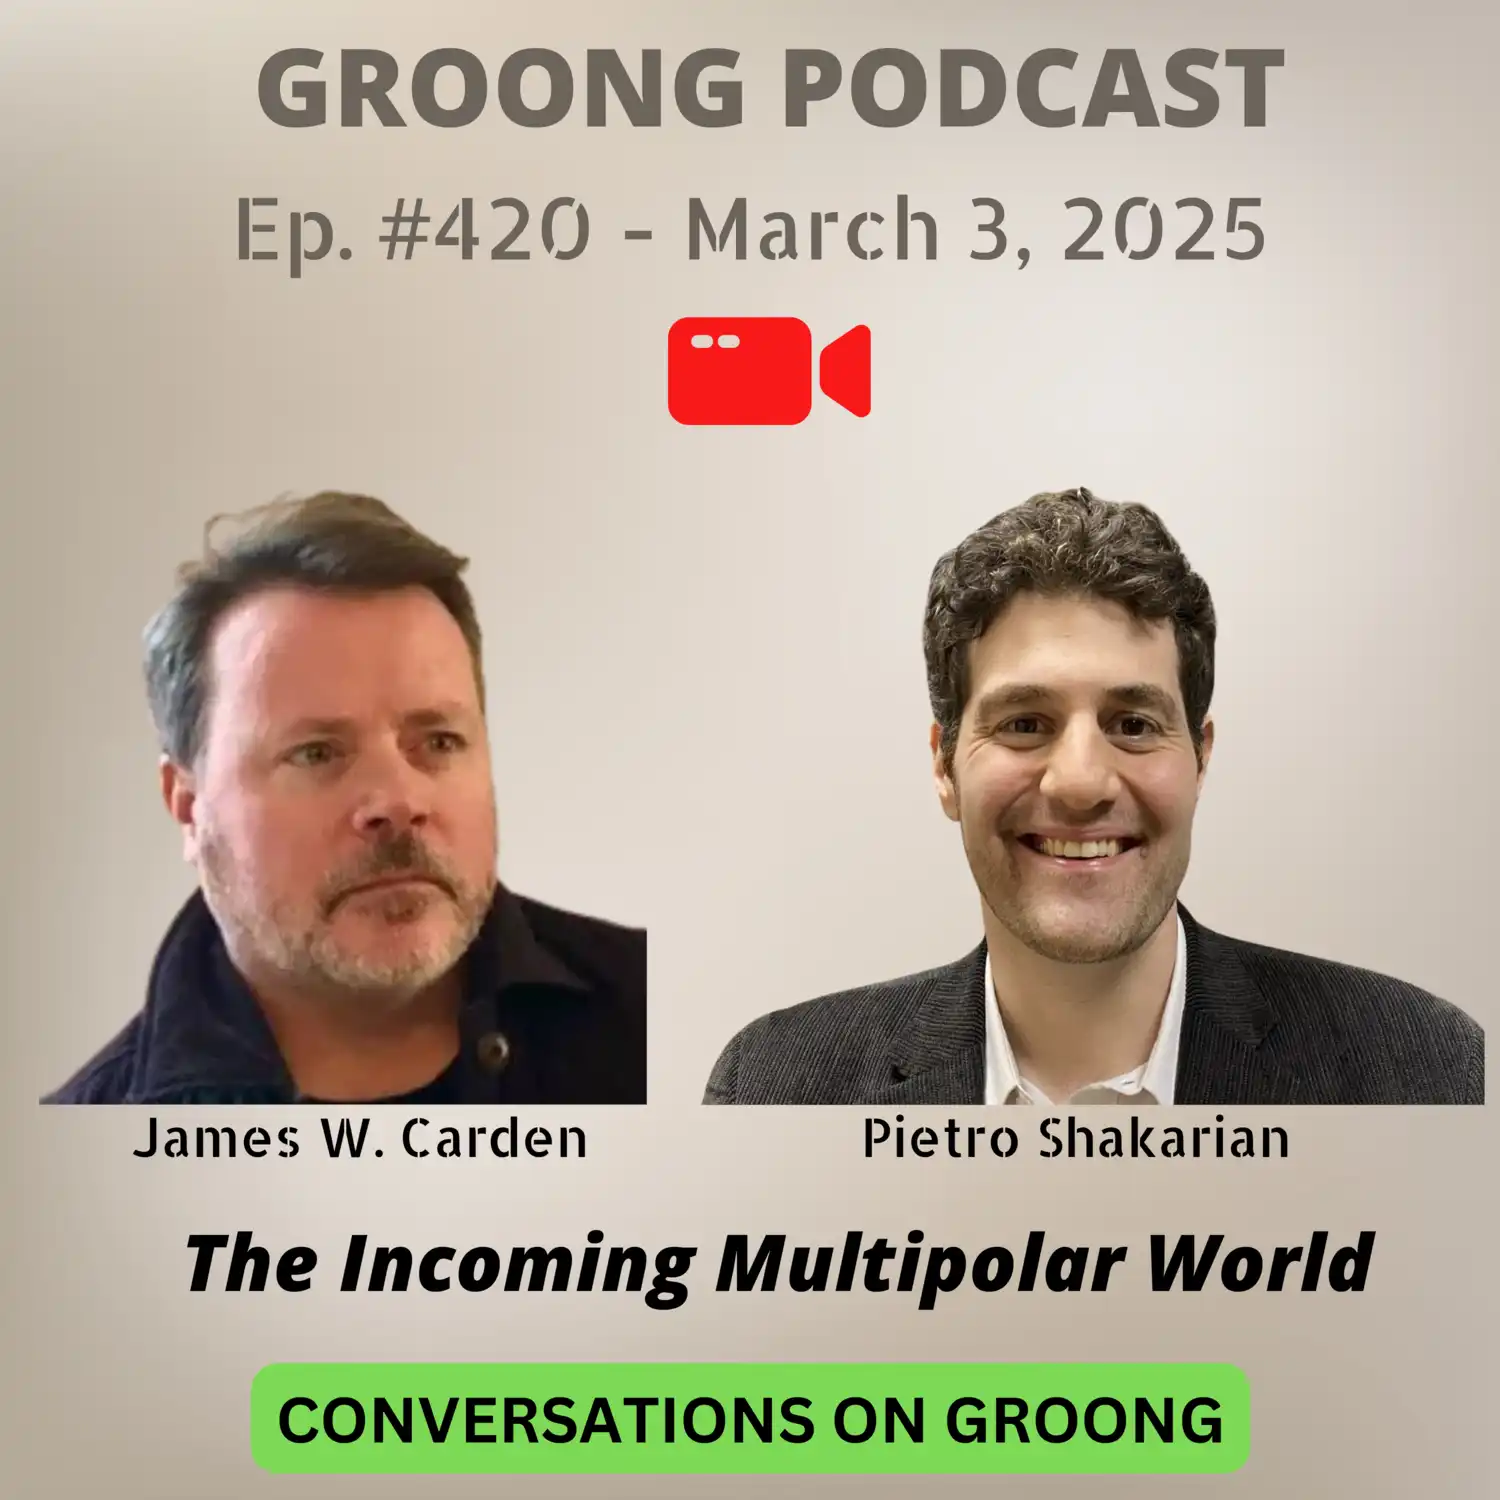 GROONG PODCAST
Ep. #420 - March 3, 2025
James W. Carden
Pietro Shakarian
The Incoming Multipolar World
CONVERSATIONS ON GROONG